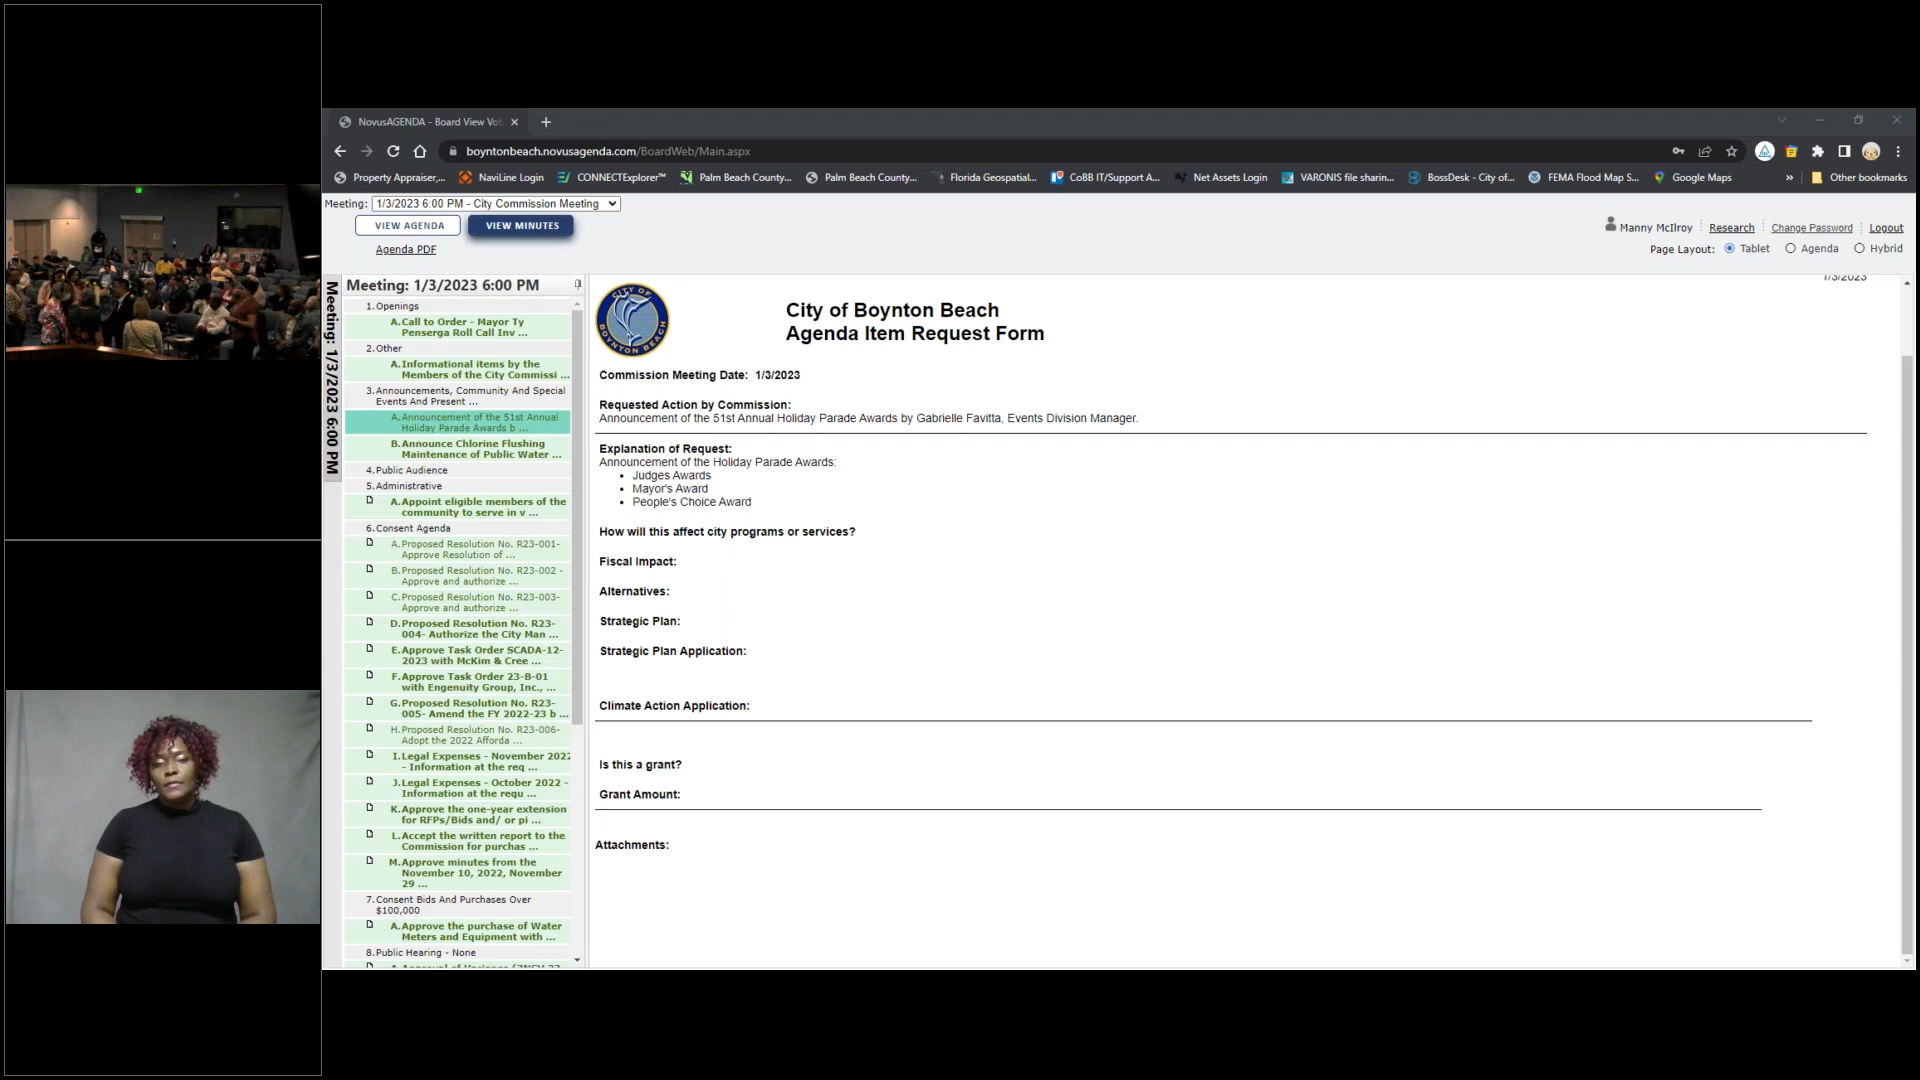 NovusAGENDA - Board View Vot
boyntonbeach.novusagenda.com/BoardWeb/Main.aspx
Property Appraiser,...
NaviLine Login
CONNECTExplorer™
Palm Beach County...
Palm Beach County...
Florida Geospatial...
CoBB IT/Support A...
Net Assets Login
VARONIS file sharin...
BossDesk - City of...
FEMA Flood Map S...
Google Maps
»
Other bookmarks
Meeting: 1/3/2023 6:00 PM - City Commission Meeting
VIEW AGENDA
VIEW MINUTES
Agenda PDF
Manny McIlroy
Research
Change Password
Logout
Page Layout: Tablet Agenda Hybrid
Meeting: 1/3/2023 6:00 PM
Meeting: 1/3/2023 6:00 PM
1.Openings
A.Call to Order - Mayor Ty
Penserga Roll Call Inv ...
2.Other
A.Informational items by the
Members of the City Commissi ...
3.Announcements, Community And Special
Events And Present ...
A.Announcement of the 51st Annual
Holiday Parade Awards b ...
B.Announce Chlorine Flushing
Maintenance of Public Water ...
4.Public Audience
5.Administrative
A.Appoint eligible members of the
community to serve in v ...
6.Consent Agenda
A.Proposed Resolution No. R23-001-
Approve Resolution of ...
B.Proposed Resolution No. R23-002 -
Approve and authorize ...
C.Proposed Resolution No. R23-003-
Approve and authorize ...
D.Proposed Resolution No. R23-
004- Authorize the City Man ...
E.Approve Task Order SCADA-12-
2023 with McKim & Cree ...
F.Approve Task Order 23-B-01
with Engenuity Group, Inc., ...
G.Proposed Resolution No. R23-
005- Amend the FY 2022-23 b ...
H.Proposed Resolution No. R23-006-
Adopt the 2022 Afforda ...
I.Legal Expenses - November 2022
- Information at the req ...
J.Legal Expenses - October 2022 -
Information at the requ ...
K.Approve the one-year extension
for RFPs/Bids and/ or pi ...
L.Accept the written report to the
Commission for purchas ...
M.Approve minutes from the
November 10, 2022, November
29 ...
7.Consent Bids And Purchases Over
$100,000
A.Approve the purchase of Water
Meters and Equipment with ...
8.Public Hearing - None
1/3/2023
CITY OF
BOYNTON BEACH
City of Boynton Beach
Agenda Item Request Form
Commission Meeting Date: 1/3/2023
Requested Action by Commission:
Announcement of the 51st Annual Holiday Parade Awards by Gabrielle Favitta, Events Division Manager.
Explanation of Request:
Announcement of the Holiday Parade Awards:
• Judges Awards
• Mayor's Award
• People's Choice Award
How will this affect city programs or services?
Fiscal Impact:
Alternatives:
Strategic Plan:
Strategic Plan Application:
Climate Action Application:
Is this a grant?
Grant Amount:
Attachments: